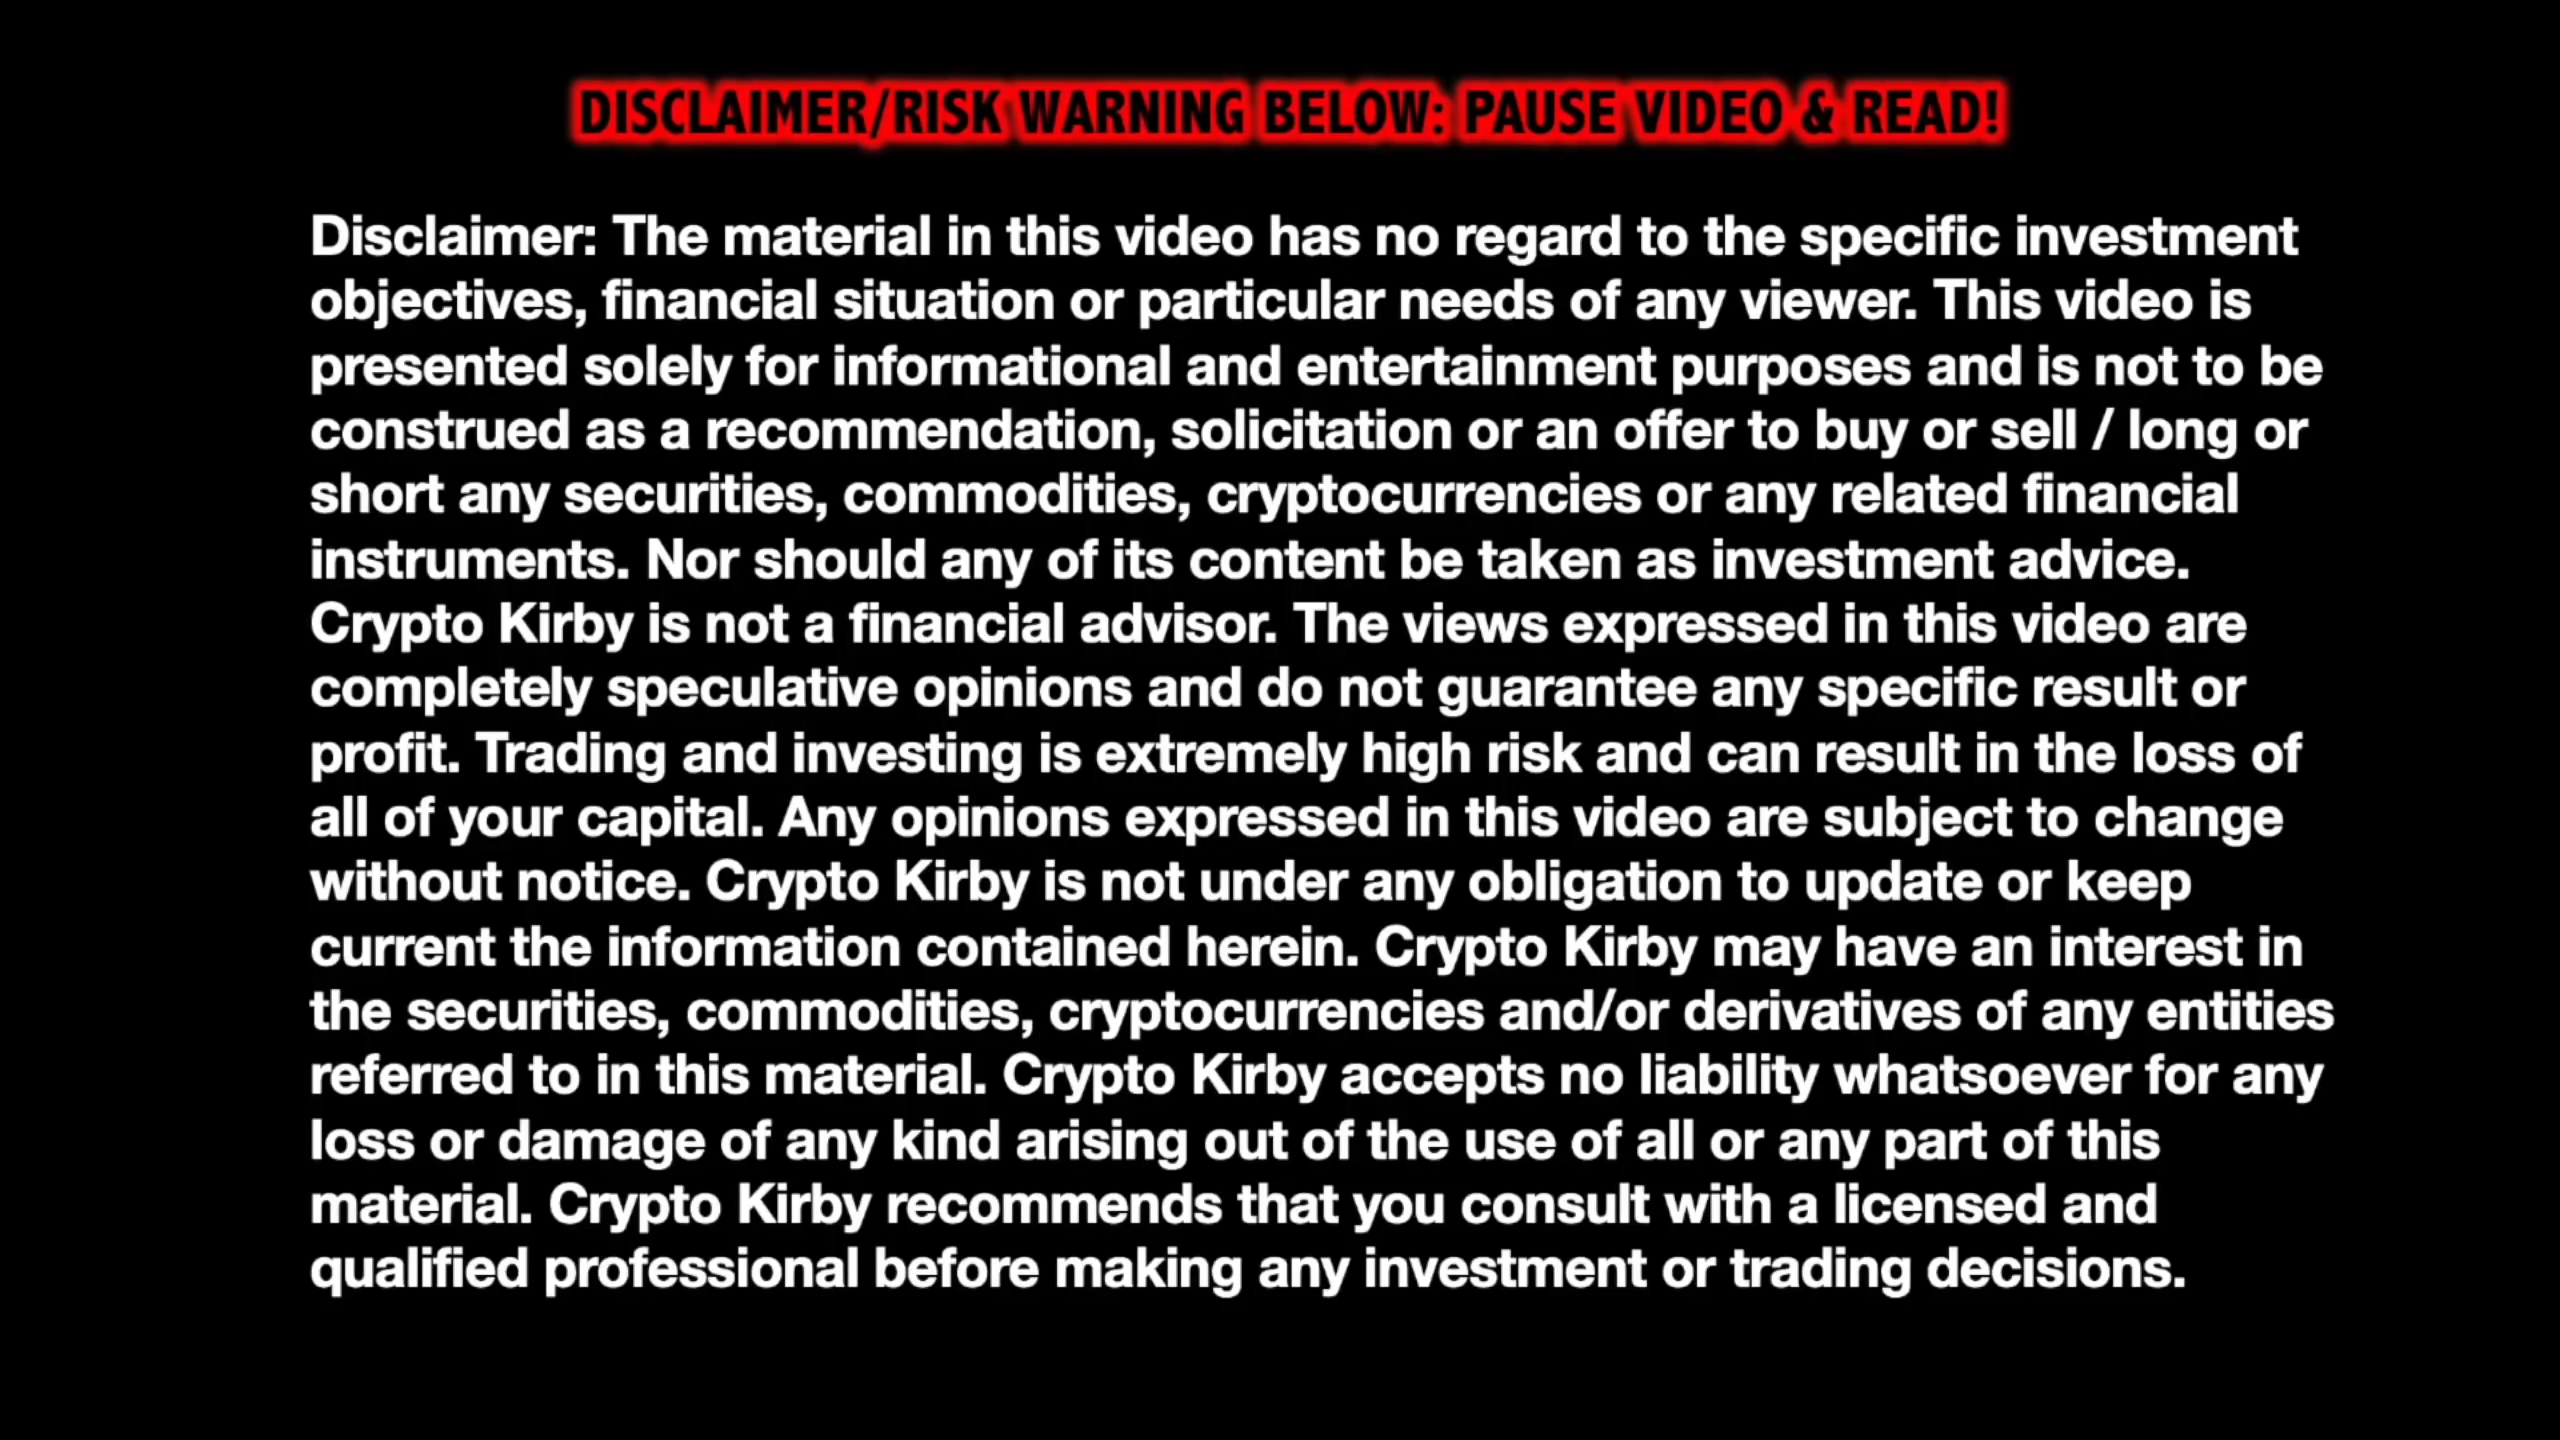 DISCLAIMER/RISK WARNING BELOW: PAUSE VIDEO & READ!
Disclaimer: The material in this video has no regard to the specific investment
objectives, financial situation or particular needs of any viewer. This video is
presented solely for informational and entertainment purposes and is not to be
construed as a recommendation, solicitation or an offer to buy or sell / long or
short any securities, commodities, cryptocurrencies or any related financial
instruments. Nor should any of its content be taken as investment advice.
Crypto Kirby is not a financial advisor. The views expressed in this video are
completely speculative opinions and do not guarantee any specific result or
profit. Trading and investing is extremely high risk and can result in the loss of
all of your capital. Any opinions expressed in this video are subject to change
without notice. Crypto Kirby is not under any obligation to update or keep
current the information contained herein. Crypto Kirby may have an interest in
the securities, commodities, cryptocurrencies and/or derivatives of any entities
referred to in this material. Crypto Kirby accepts no liability whatsoever for any
loss or damage of any kind arising out of the use of all or any part of this
material. Crypto Kirby recommends that you consult with a licensed and
qualified professional before making any investment or trading decisions.